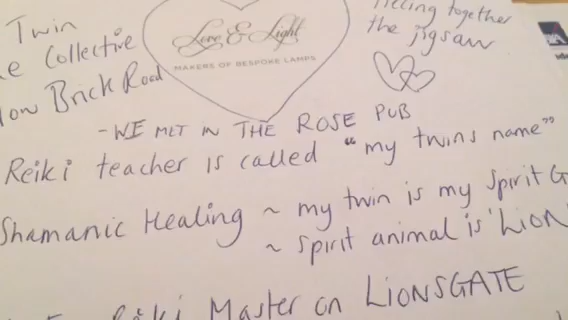 Twin
Collective
Brick Road
Love & Light
MAKERS OF BESPOKE LAMPS
together
the jigsaw
AXA
- WE MET IN THE ROSE PUB
Reiki teacher is called "my twins name"
Shamanic Healing ~ my twin is my Spirit G
~ spirit animal is 'LION'
Reiki Master on LIONSGATE